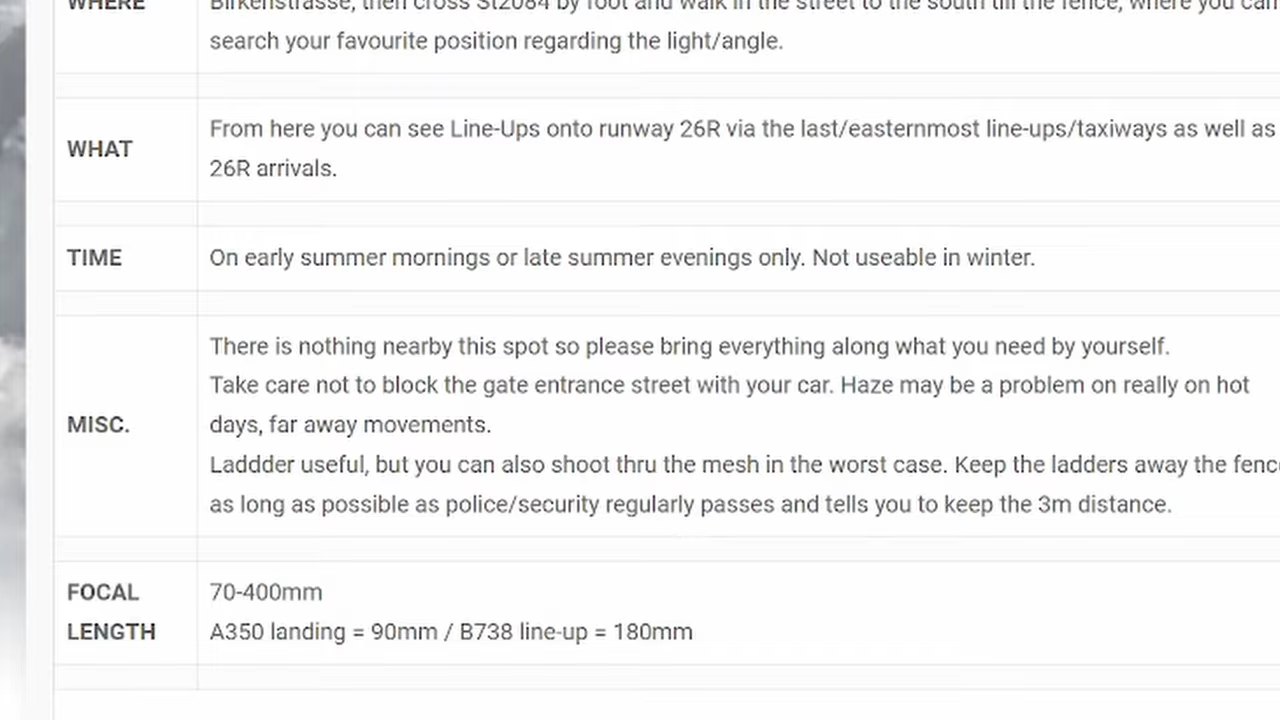 WHERE
Birkenstrasse, then cross St2084 by foot and walk in the street to the south till the fence, where you can
search your favourite position regarding the light/angle.
WHAT
From here you can see Line-Ups onto runway 26R via the last/easternmost line-ups/taxiways as well as
26R arrivals.
TIME
On early summer mornings or late summer evenings only. Not useable in winter.
MISC.
There is nothing nearby this spot so please bring everything along what you need by yourself.
Take care not to block the gate entrance street with your car. Haze may be a problem on really on hot
days, far away movements.
Laddder useful, but you can also shoot thru the mesh in the worst case. Keep the ladders away the fence
as long as possible as police/security regularly passes and tells you to keep the 3m distance.
FOCAL
LENGTH
70-400mm
A350 landing = 90mm / B738 line-up = 180mm